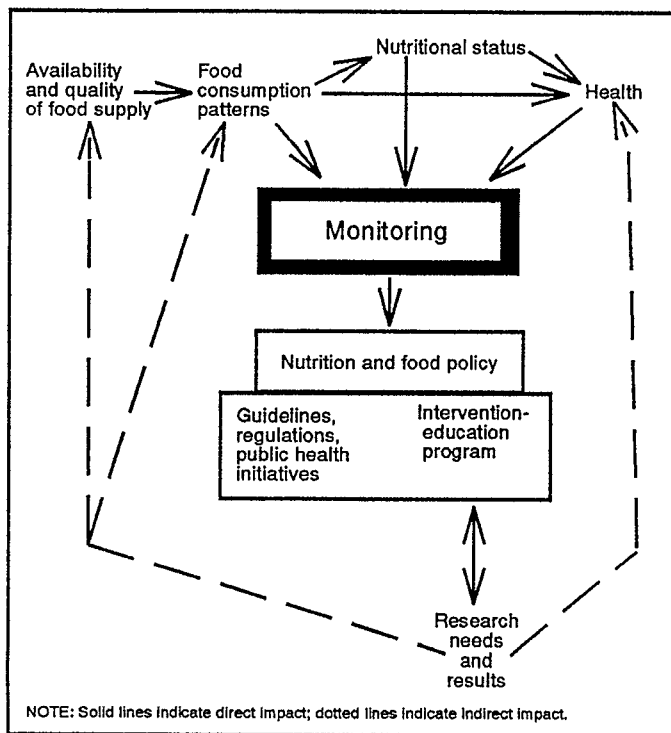 Nutritional status
Availability
and quality
of food supply
Food
consumption
patterns
Health
Monitoring
Nutrition and food policy
Guidelines,
regulations,
public health
initiatives
Intervention-
education
program
Research
needs
and
results
NOTE: Solid lines indicate direct impact; dotted lines indicate indirect impact.